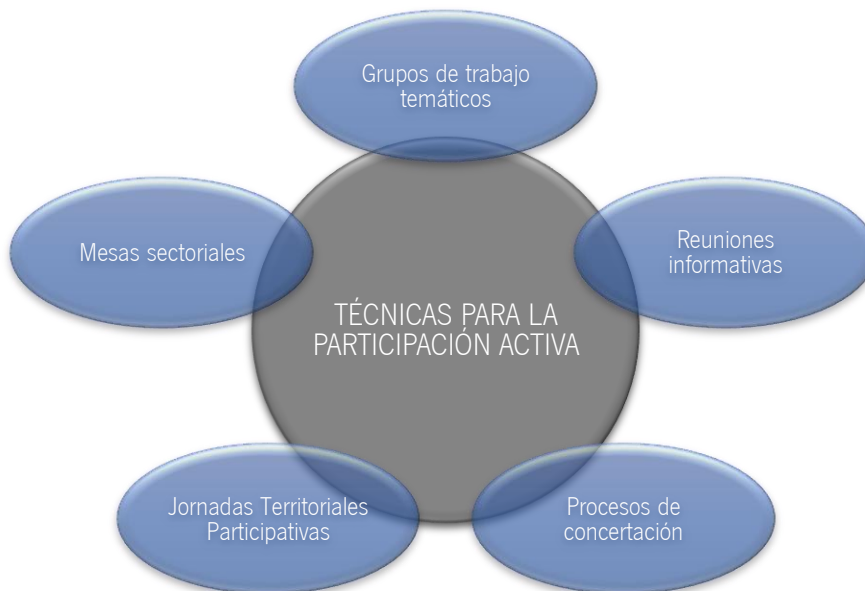 Grupos de trabajo
temáticos
Mesas sectoriales
Reuniones
informativas
TÉCNICAS PARA LA
PARTICIPACIÓN ACTIVA
Jornadas Territoriales
Participativas
Procesos de
concertación